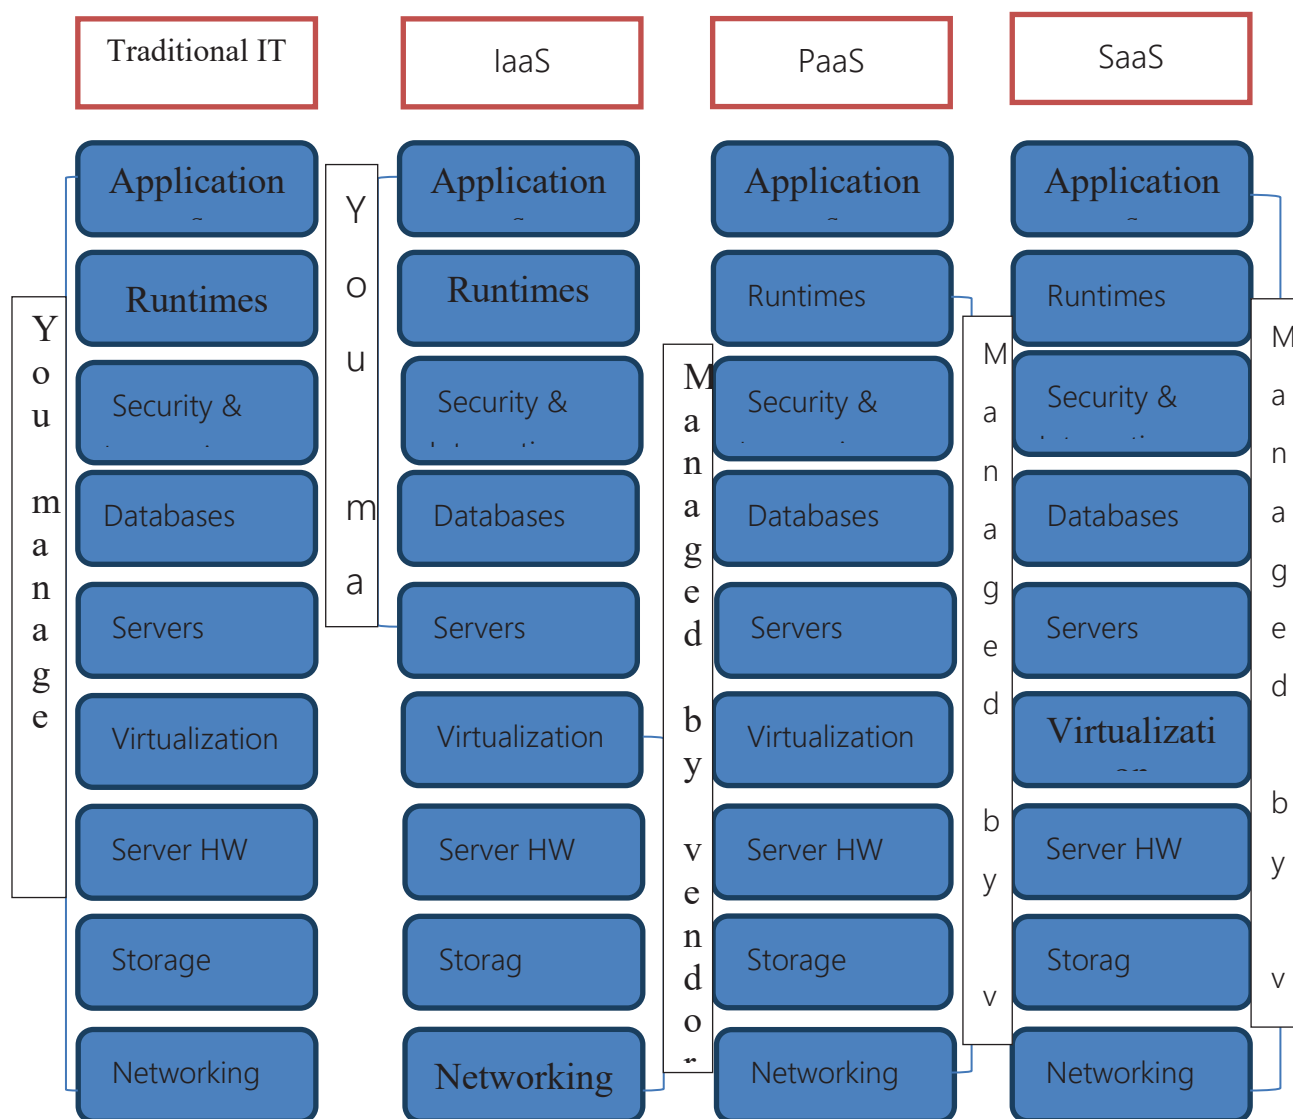 Traditional IT
IaaS
PaaS
SaaS
Application
s
Runtimes
Security &
Databases
Servers
Virtualization
Server HW
Storage
Networking
You manage
You ma
Application
s
Runtimes
Security &
Databases
Servers
Virtualization
Server HW
Storag
Networking
Managed by vendor
Application
s
Runtimes
Security &
Databases
Servers
Virtualization
Server HW
Storage
Networking
Managed by v
Application
s
Runtimes
Security &
Databases
Servers
Virtualizati
on
Server HW
Storag
Networking
Managed by v